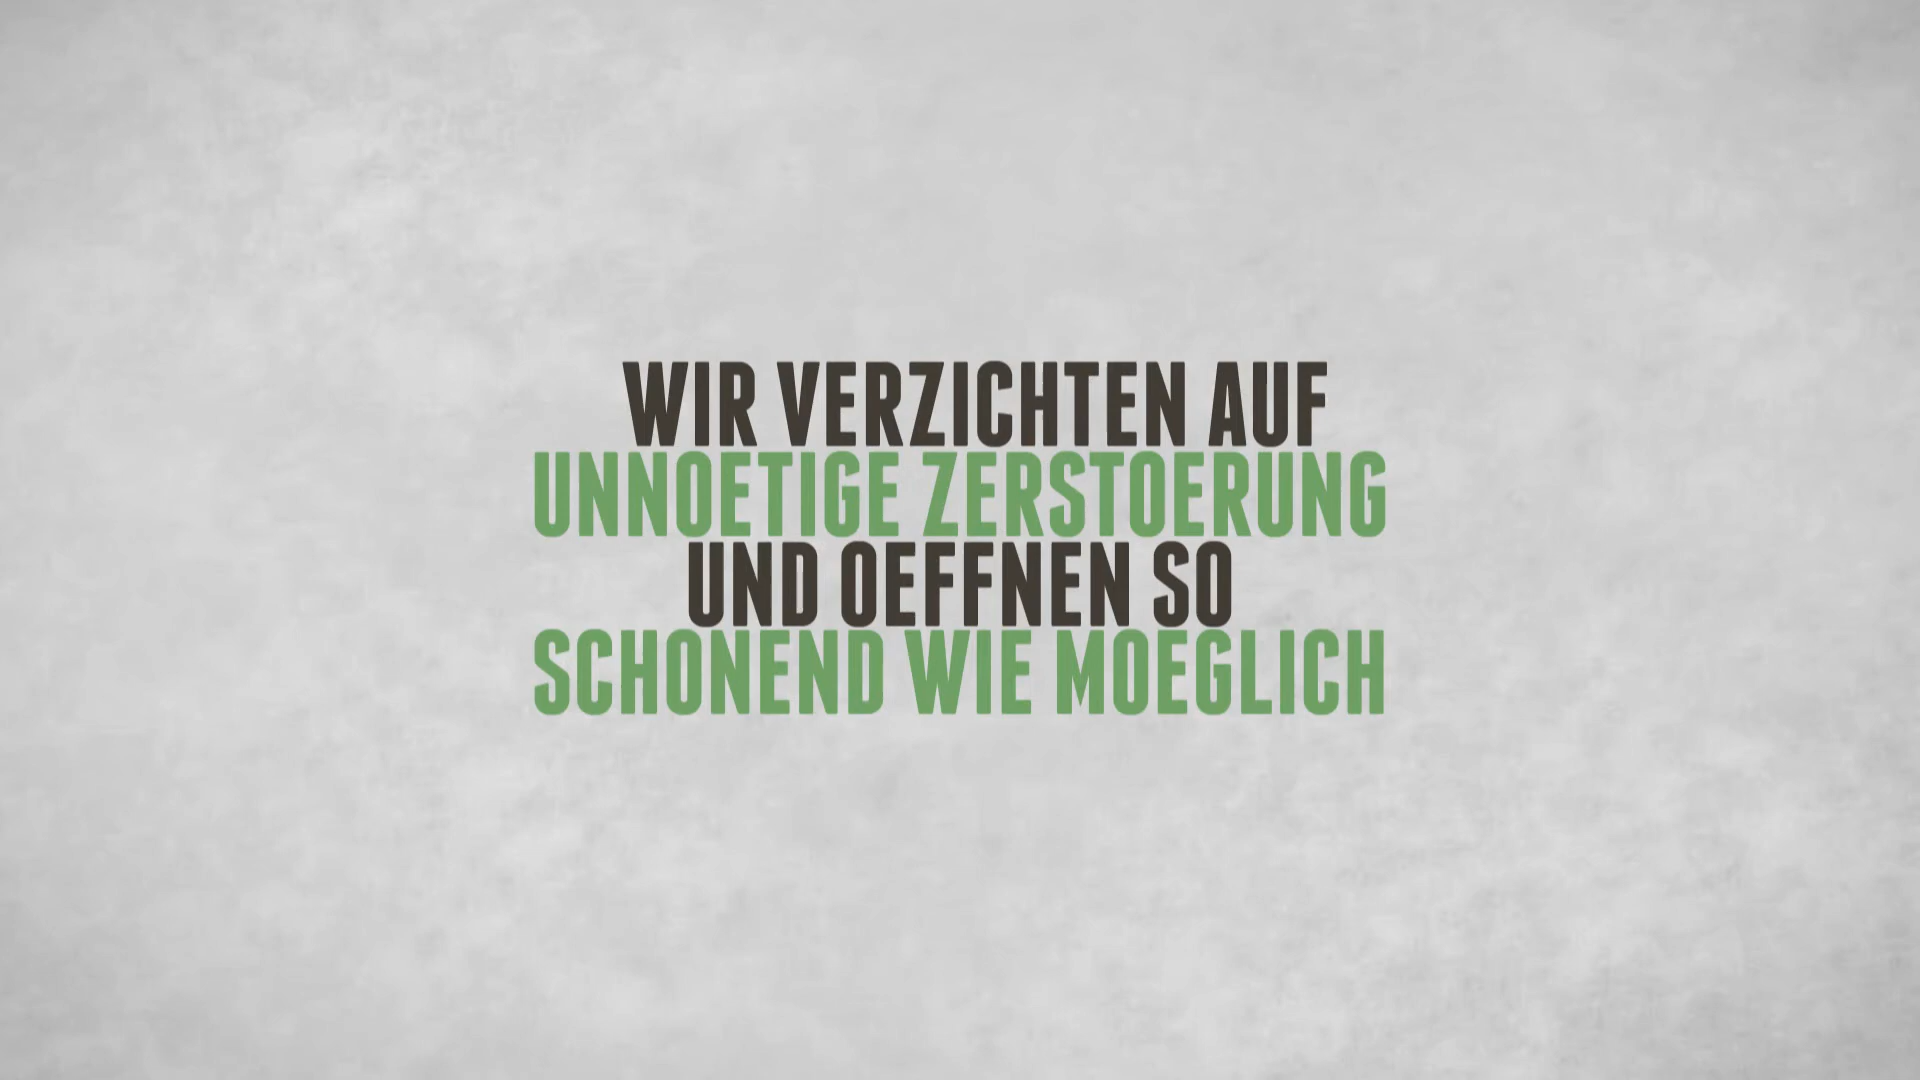 WIR VERZICHTEN AUF
UNNOETIGE ZERSTOERUNG
UND OEFFNEN SO
SCHONEND WIE MOEGLICH